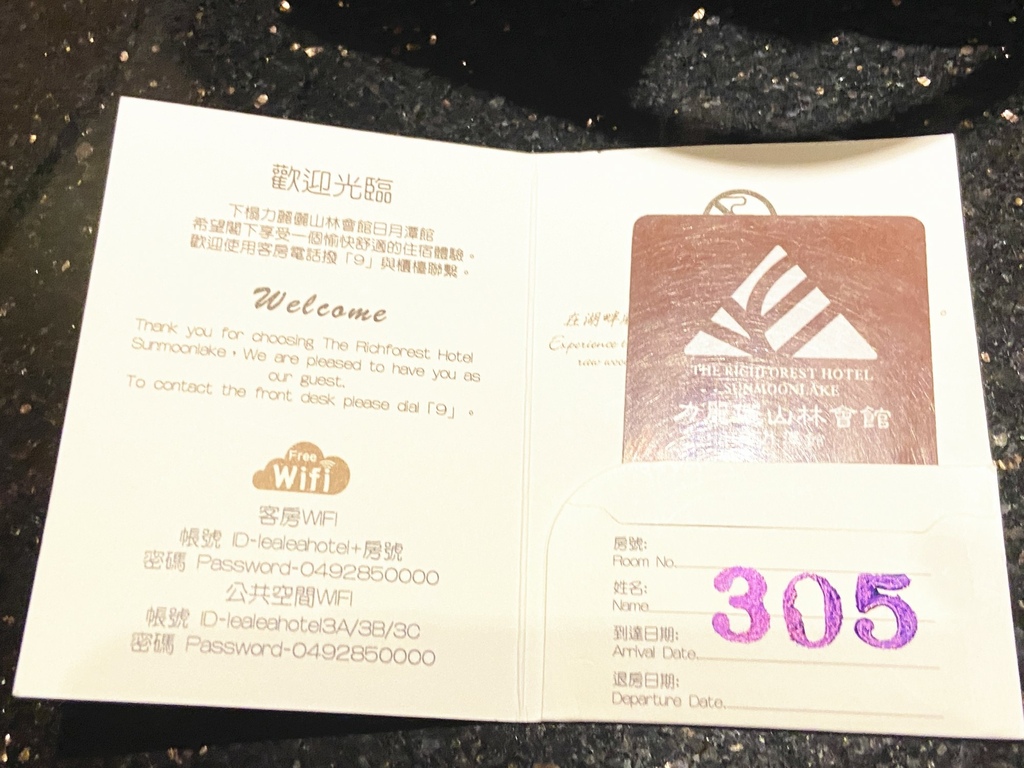 歡迎光臨
下榻力麗儷山林會館日月潭館
希望閣下享受一個愉快舒適的住宿體驗。
歡迎使用客房電話撥「9」與櫃檯聯繫。
Welcome
Thank you for choosing The Richforest Hotel
Sunmoonlake，We are pleased to have you as
our guest.
To contact the front desk please dial「9」。
Free
Wifi
客房WIFI
帳號 ID-lealeahotel+房號
密碼 Password-0492850000
公共空間WIFI
帳號 ID-lealeahotel3A/3B/3C
密碼 Password-0492850000
在湖畔
Experience
THE RICHFOREST HOTEL
SUNMOONLAKE
山林會館
房號:
Room No.
姓名:
Name
305
到達日期:
Arrival Date.
退房日期:
Departure Date.